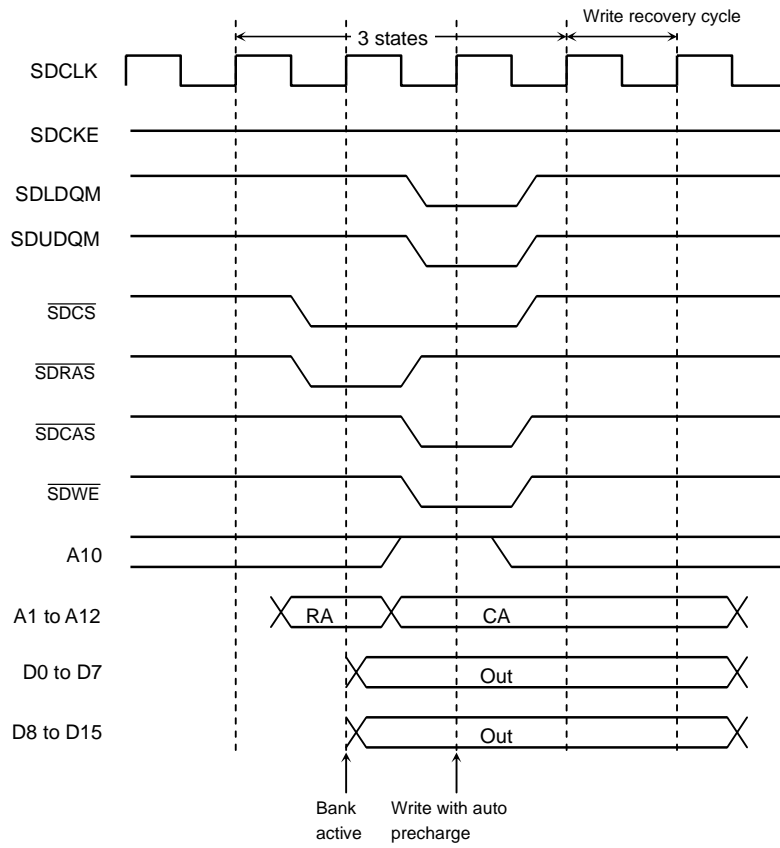 Write recovery cycle
3 states
SDCLK
SDCKE
SDLDQM
SDUDQM
SDCS
SDRAS
SDCAS
SDWE
A10
A1 to A12
RA
CA
D0 to D7
Out
D8 to D15
Out
Bank
active
Write with auto
precharge